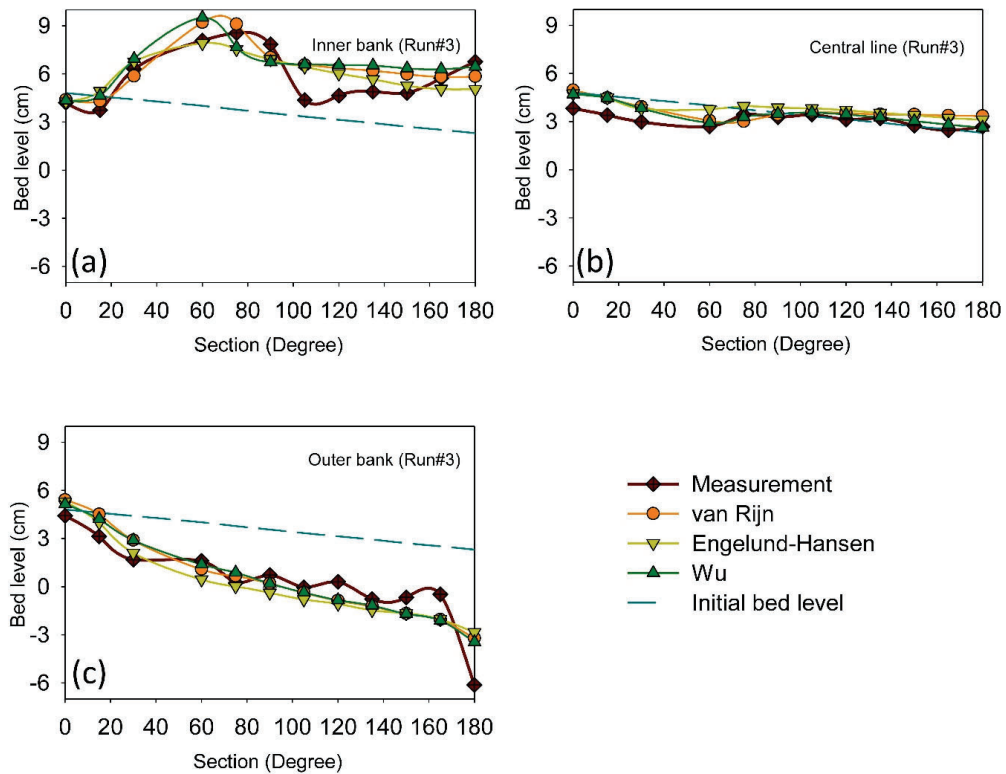 9
6
3
0
-3
-6
Bed level (cm)
Inner bank (Run#3)
(a)
0 20 40 60 80 100 120 140 160 180
Section (Degree)
9
6
3
0
-3
-6
Bed level (cm)
Central line (Run#3)
(b)
0 20 40 60 80 100 120 140 160 180
Section (Degree)
9
6
3
0
-3
-6
Bed level (cm)
Outer bank (Run#3)
(c)
0 20 40 60 80 100 120 140 160 180
Section (Degree)
Measurement
van Rijn
Engelund-Hansen
Wu
Initial bed level